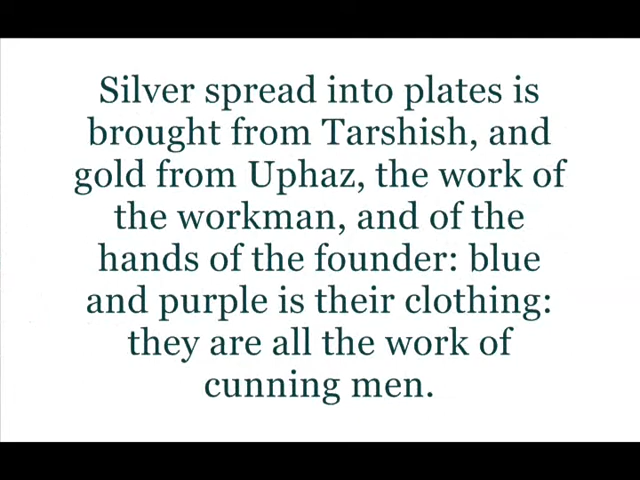 Silver spread into plates is
brought from Tarshish, and
gold from Uphaz, the work of
the workman, and of the
hands of the founder: blue
and purple is their clothing:
they are all the work of
cunning men.